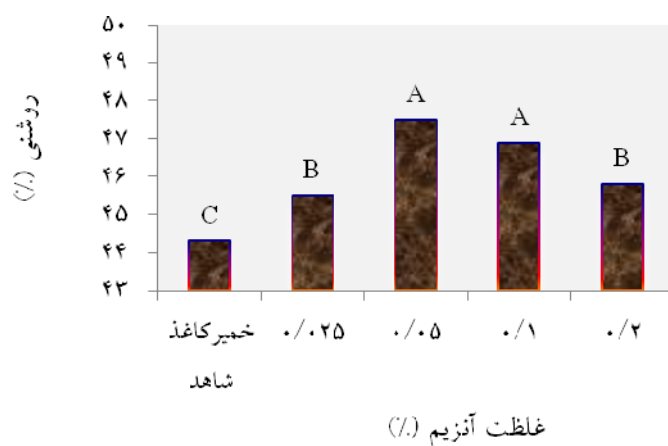 روشنی (٪)
۵۰
۴۹
۴۸
۴۷
۴۶
۴۵
۴۴
۴۳
C
B
A
A
B
خمیرکاغذ شاهد
۰/۰۲۵
۰/۰۵
۰/۱
۰/۲
غلظت آنزیم (٪)